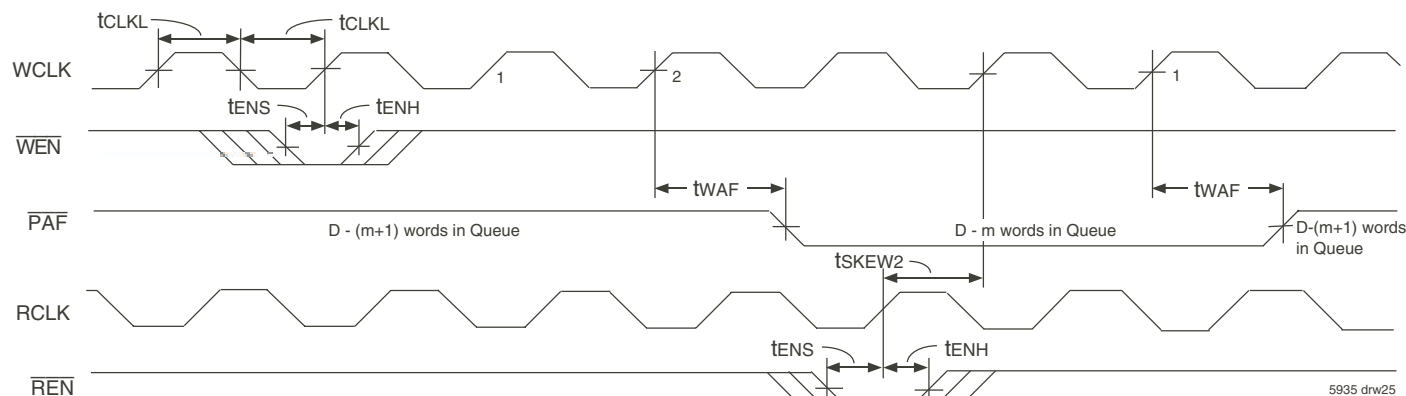 tCLKL tCLKL
WCLK
1 2 1
tENS tENH
WEN
tWAF tWAF
PAF
D - (m+1) words in Queue D - m words in Queue D-(m+1) words
in Queue
tSKEW2
RCLK
tENS tENH
REN
5935 drw25